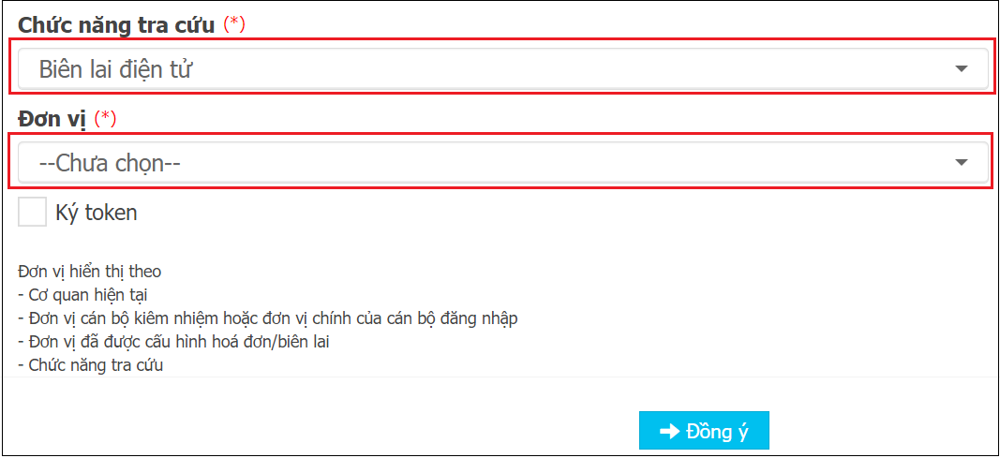 Chức năng tra cứu (*)
Biên lai điện tử
Đơn vị (*)
--Chưa chọn--
Ký token
Đơn vị hiển thị theo
- Cơ quan hiện tại
- Đơn vị cán bộ kiêm nhiệm hoặc đơn vị chính của cán bộ đăng nhập
- Đơn vị đã được cấu hình hoá đơn/biên lai
- Chức năng tra cứu
Đồng ý